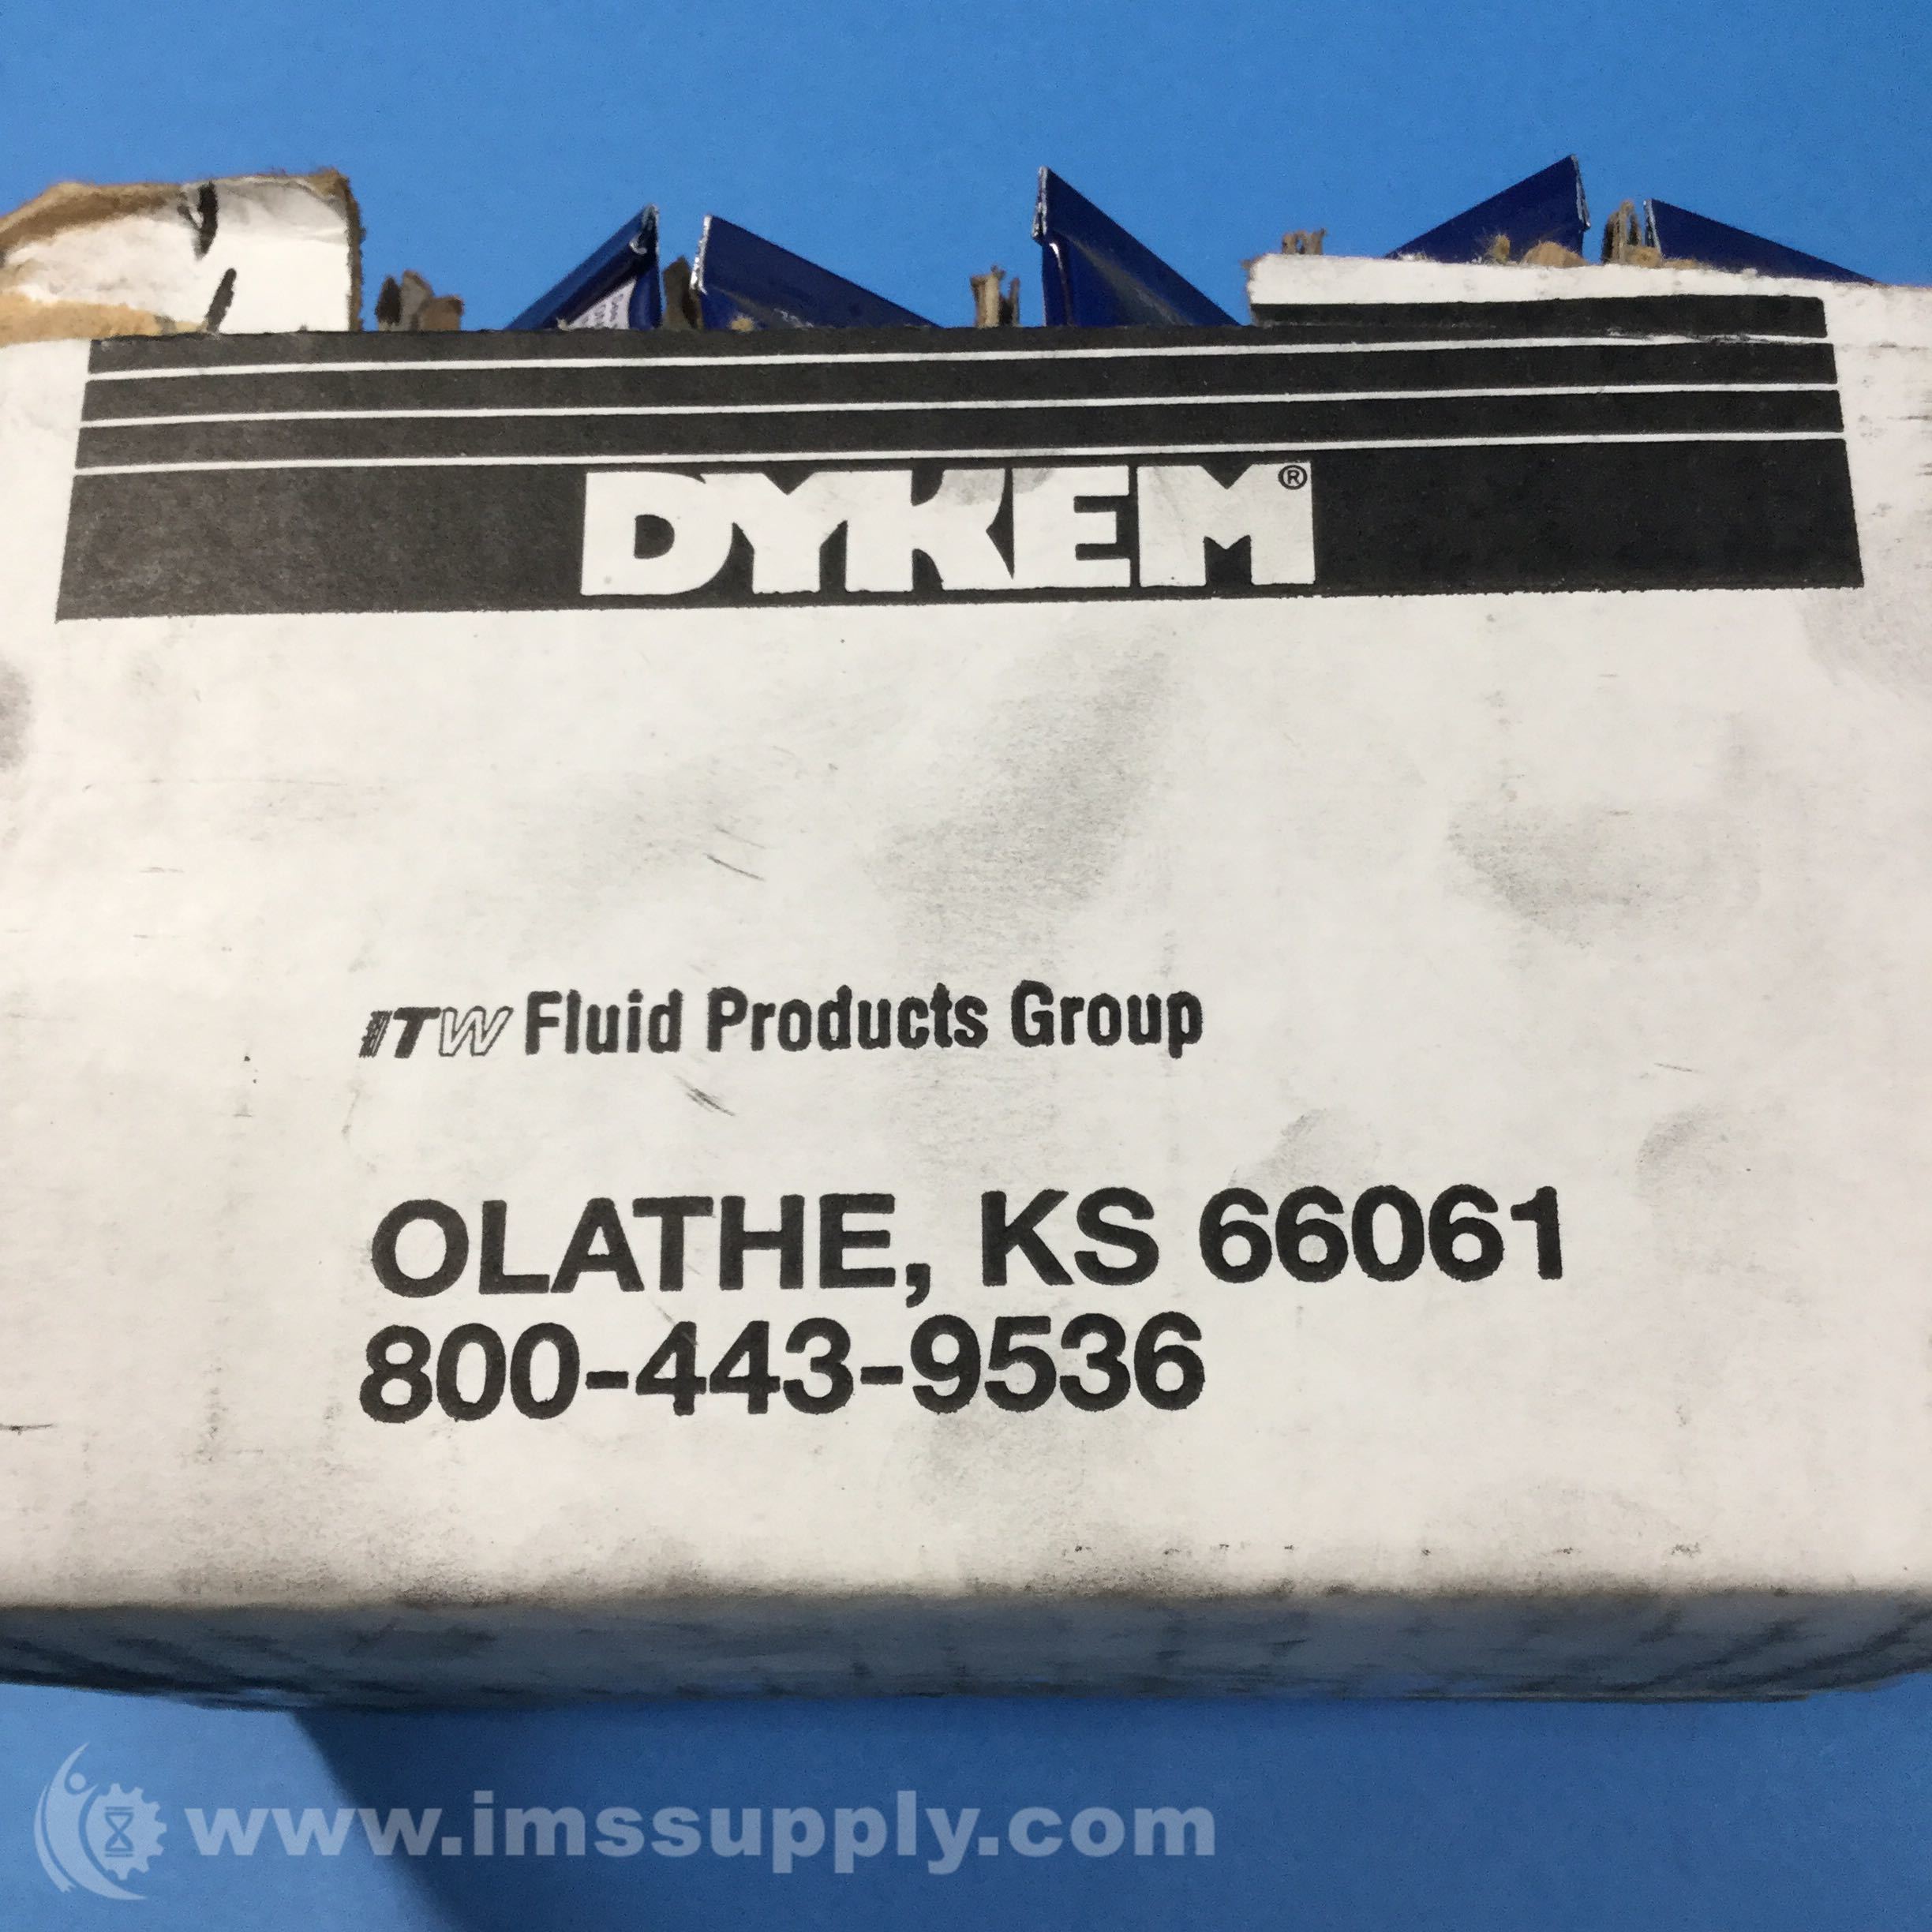 DYKEM®
ITW Fluid Products Group
OLATHE, KS 66061
800-443-9536
www.imssupply.com